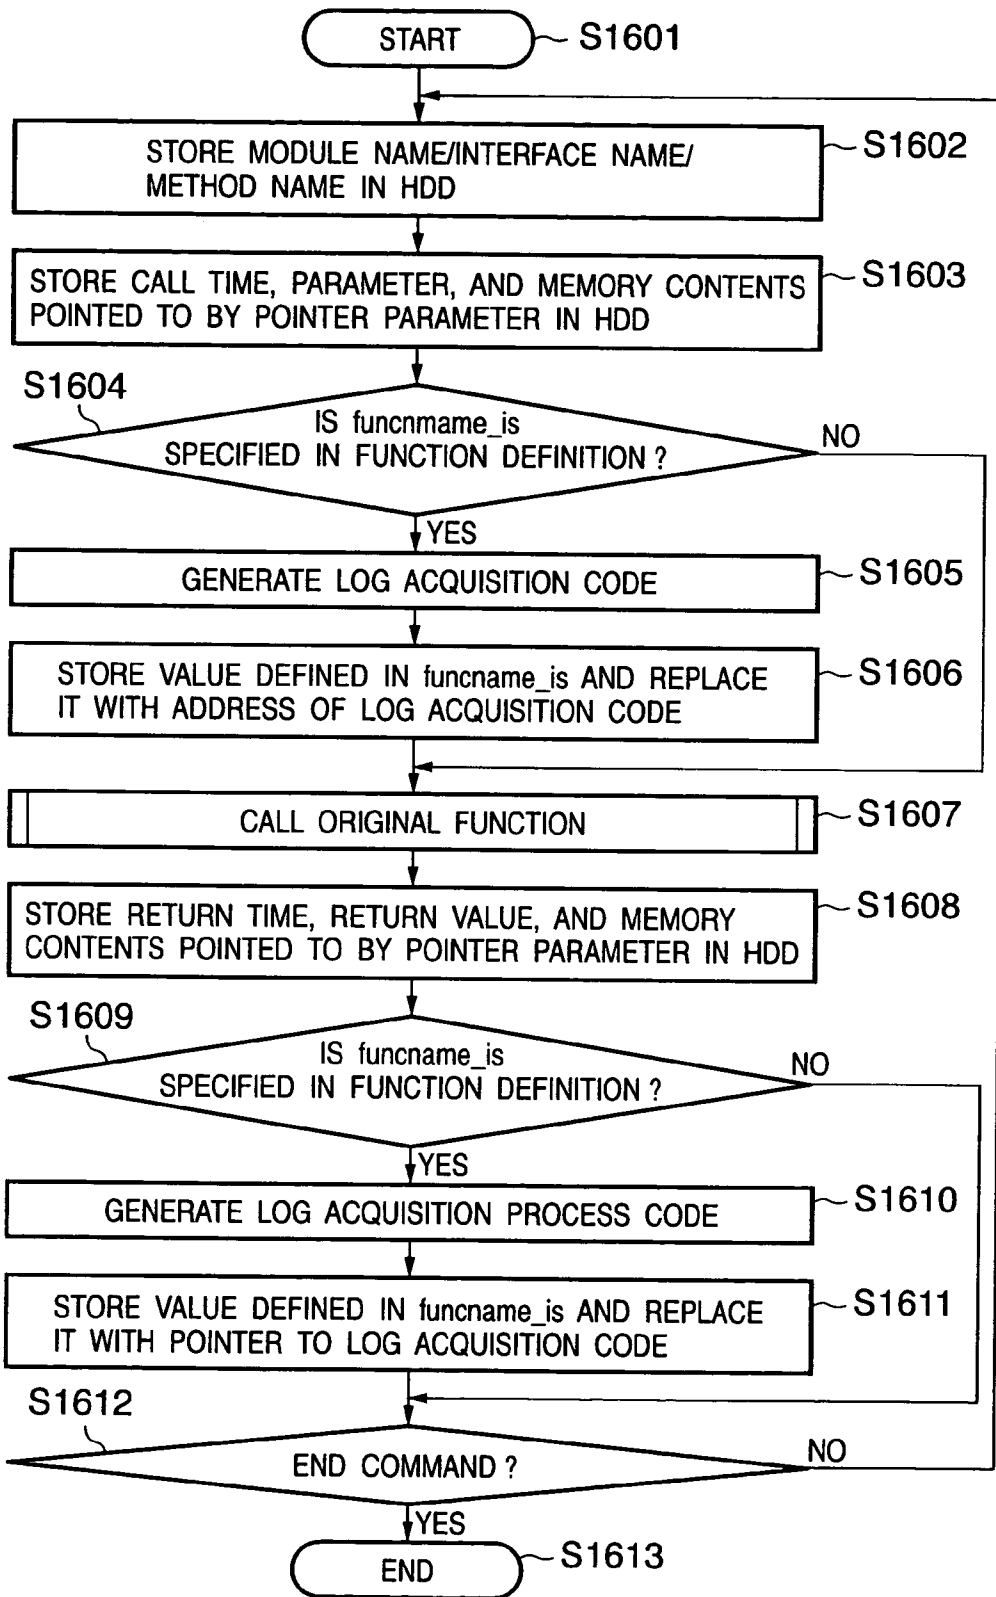 START
S1601
STORE MODULE NAME/INTERFACE NAME/
METHOD NAME IN HDD
S1602
STORE CALL TIME, PARAMETER, AND MEMORY CONTENTS
POINTED TO BY POINTER PARAMETER IN HDD
S1603
S1604
IS funcnmame_is
SPECIFIED IN FUNCTION DEFINITION ?
NO
YES
GENERATE LOG ACQUISITION CODE
S1605
STORE VALUE DEFINED IN funcname_is AND REPLACE
IT WITH ADDRESS OF LOG ACQUISITION CODE
S1606
CALL ORIGINAL FUNCTION
S1607
STORE RETURN TIME, RETURN VALUE, AND MEMORY
CONTENTS POINTED TO BY POINTER PARAMETER IN HDD
S1608
S1609
IS funcname_is
SPECIFIED IN FUNCTION DEFINITION ?
NO
YES
GENERATE LOG ACQUISITION PROCESS CODE
S1610
STORE VALUE DEFINED IN funcname_is AND REPLACE
IT WITH POINTER TO LOG ACQUISITION CODE
S1611
S1612
END COMMAND ?
NO
YES
END
S1613